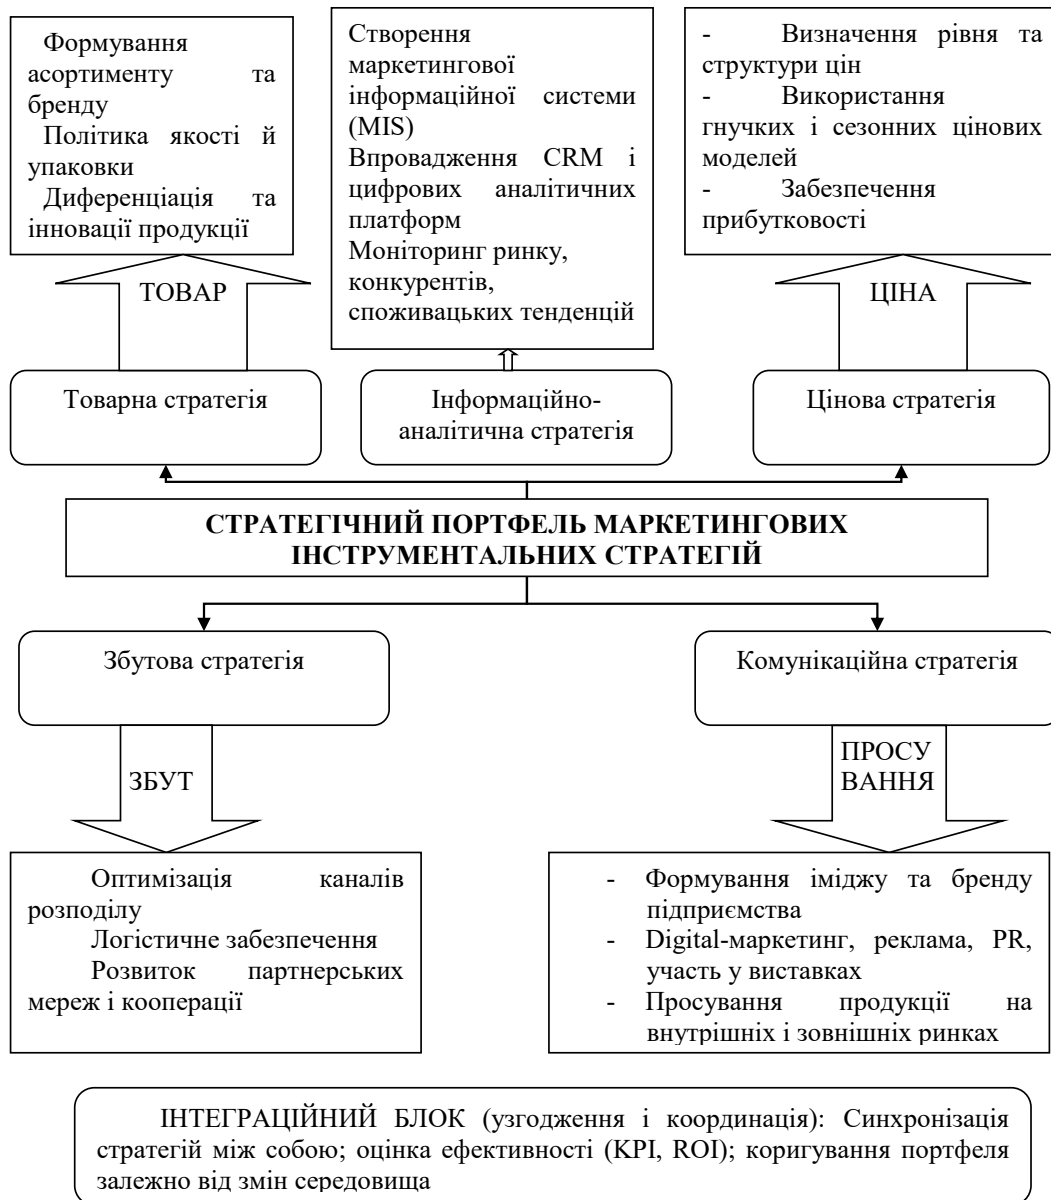 Формування
асортименту та
бренду
Політика якості й
упаковки
Диференціація та
інновації продукції
Створення
маркетингової
інформаційної системи
(MIS)
Впровадження CRM і
цифрових аналітичних
платформ
Моніторинг ринку,
конкурентів,
споживацьких тенденцій
- Визначення рівня та
структури цін
- Використання
гнучких і сезонних цінових
моделей
- Забезпечення
прибутковості
ТОВАР
ЦІНА
Товарна стратегія
Інформаційно-
аналітична стратегія
Цінова стратегія
СТРАТЕГІЧНИЙ ПОРТФЕЛЬ МАРКЕТИНГОВИХ
ІНСТРУМЕНТАЛЬНИХ СТРАТЕГІЙ
Збутова стратегія
Комунікаційна стратегія
ЗБУТ
ПРОСУ
ВАННЯ
Оптимізація каналів
розподілу
Логістичне забезпечення
Розвиток партнерських
мереж і кооперації
- Формування іміджу та бренду
підприємства
- Digital-маркетинг, реклама, PR,
участь у виставках
- Просування продукції на
внутрішніх і зовнішніх ринках
ІНТЕГРАЦІЙНИЙ БЛОК (узгодження і координація): Синхронізація
стратегій між собою; оцінка ефективності (KPI, ROI); коригування портфеля
залежно від змін середовища